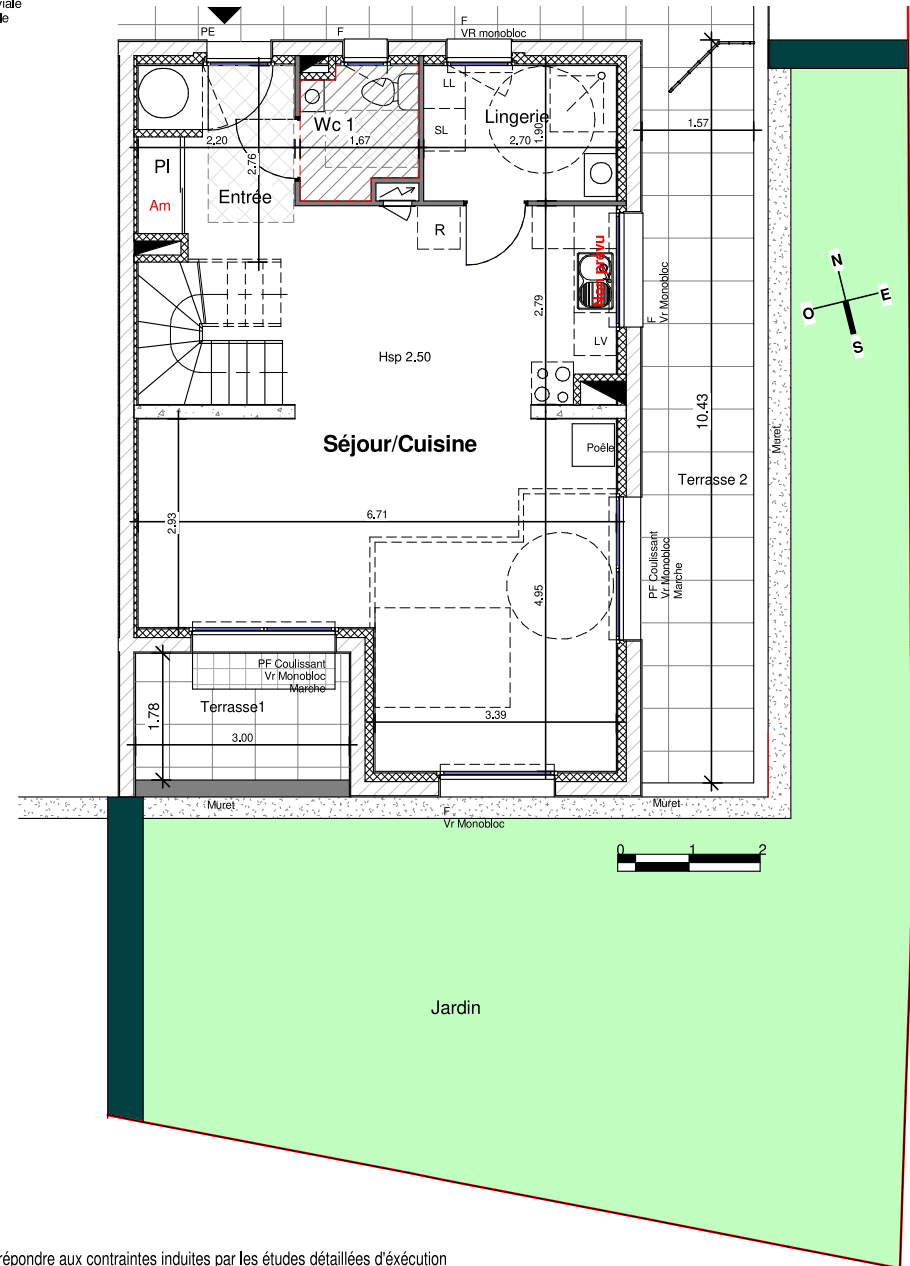 viale
le
PE
F
F
VR monobloc
LL
SL
Lingerie
Wc 1
2.20
1.67
2.70
1.90
1.57
2.76
Pl
Am
Entrée
R
Non prévu
F
Vr Monobloc
N
E
O
S
2.79
LV
Hsp 2.50
10.43
Muret
Séjour/Cuisine
Poêle
Terrasse 2
2.93
6.71
4.95
PF Coulissant
Vr Monobloc
Marche
PF Coulissant
Vr Monobloc
Marche
Terrasse1
1.78
3.00
3.39
Muret
F
Vr Monobloc
Muret
0 1 2
Jardin
répondre aux contraintes induites par les études détaillées d'exécution